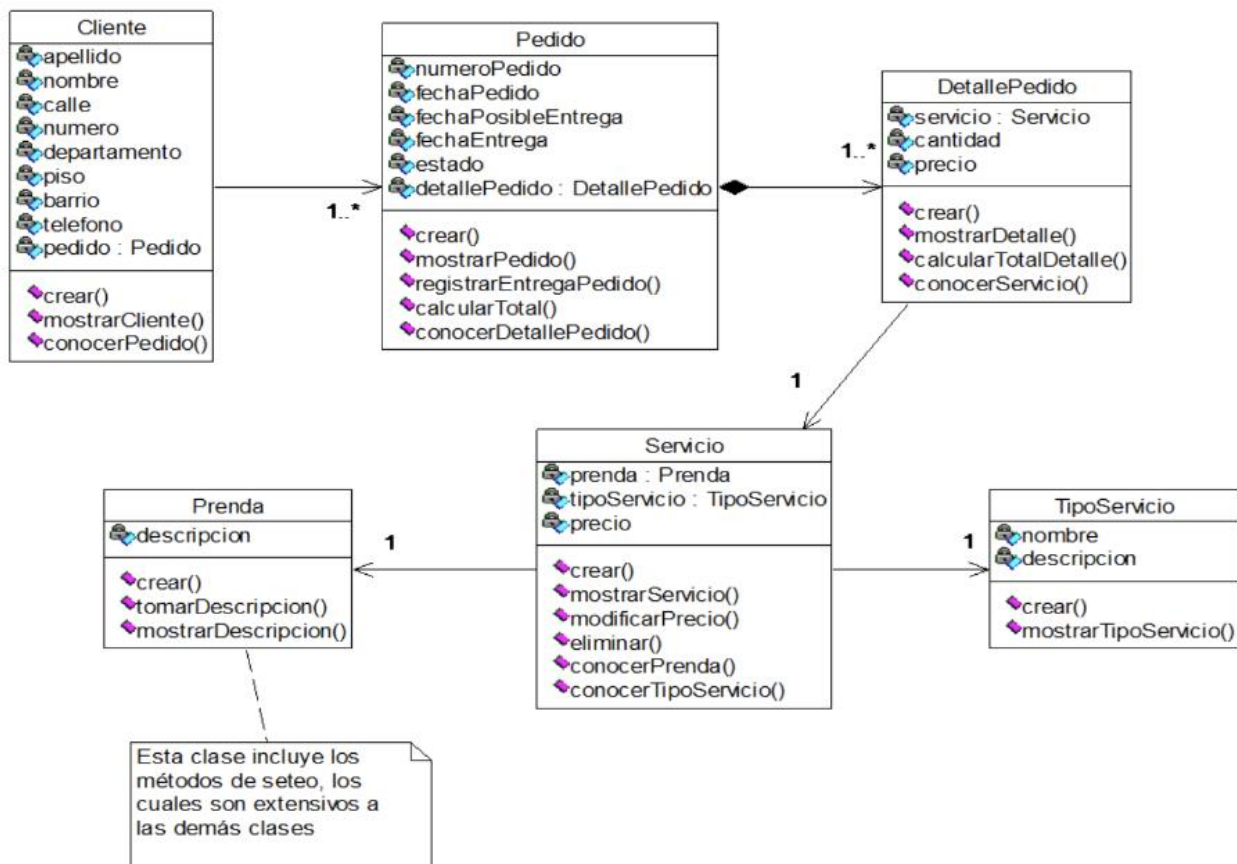 Cliente
apellido
nombre
calle
numero
departamento
piso
barrio
telefono
pedido : Pedido
crear()
mostrarCliente()
conocerPedido()
1..*
Pedido
numeroPedido
fechaPedido
fechaPosibleEntrega
fechaEntrega
estado
detallePedido : DetallePedido
crear()
mostrarPedido()
registrarEntregaPedido()
calcularTotal()
conocerDetallePedido()
1..*
DetallePedido
servicio : Servicio
cantidad
precio
crear()
mostrarDetalle()
calcularTotalDetalle()
conocerServicio()
1
Servicio
prenda : Prenda
tipoServicio : TipoServicio
precio
crear()
mostrarServicio()
modificarPrecio()
eliminar()
conocerPrenda()
conocerTipoServicio()
1
Prenda
descripcion
crear()
tomarDescripcion()
mostrarDescripcion()
1
TipoServicio
nombre
descripcion
crear()
mostrarTipoServicio()
Esta clase incluye los
métodos de seteo, los
cuales son extensivos a
las demás clases